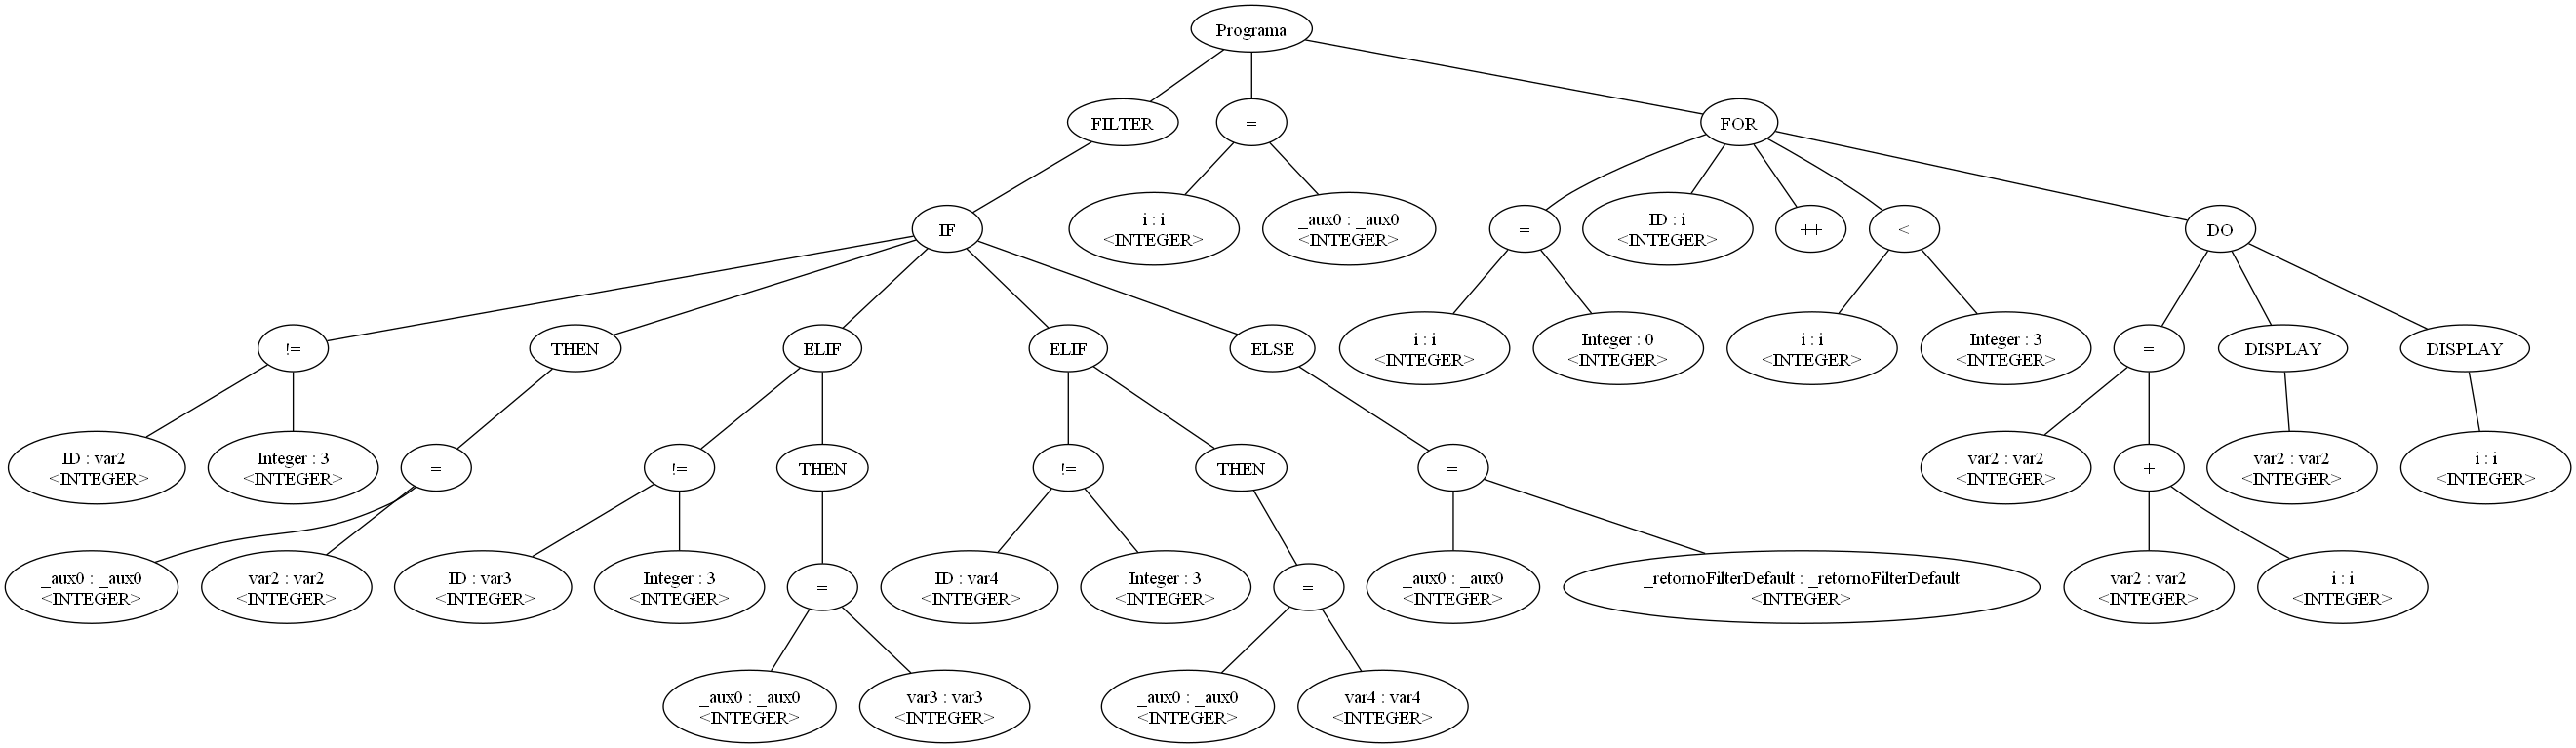 Programa
FILTER
=
FOR
IF
i : i
<INTEGER>
_aux0 : _aux0
<INTEGER>
=
ID : i
<INTEGER>
++
<
DO
!=
THEN
ELIF
ELIF
ELSE
i : i
<INTEGER>
Integer : 0
<INTEGER>
i : i
<INTEGER>
Integer : 3
<INTEGER>
=
DISPLAY
DISPLAY
ID : var2
<INTEGER>
Integer : 3
<INTEGER>
=
!=
THEN
!=
THEN
=
var2 : var2
<INTEGER>
+
var2 : var2
<INTEGER>
i : i
<INTEGER>
_aux0 : _aux0
<INTEGER>
var2 : var2
<INTEGER>
ID : var3
<INTEGER>
Integer : 3
<INTEGER>
=
ID : var4
<INTEGER>
Integer : 3
<INTEGER>
=
_aux0 : _aux0
<INTEGER>
_retornoFilterDefault : _retornoFilterDefault
<INTEGER>
var2 : var2
<INTEGER>
i : i
<INTEGER>
_aux0 : _aux0
<INTEGER>
var3 : var3
<INTEGER>
_aux0 : _aux0
<INTEGER>
var4 : var4
<INTEGER>